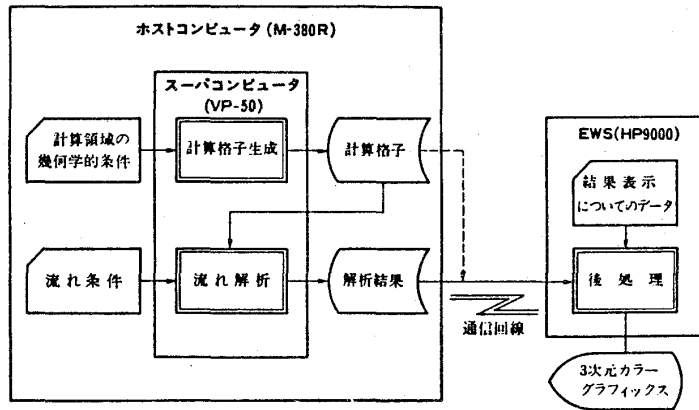 ホストコンピュータ(M-380R)
スーパコンピュータ
(VP-50)
計算領域の
幾何学的条件
計算格子生成
計算格子
流れ条件
流れ解析
解析結果
通信回線
EWS(HP9000)
結果表示
についてのデータ
後処理
3次元カラー
グラフィックス